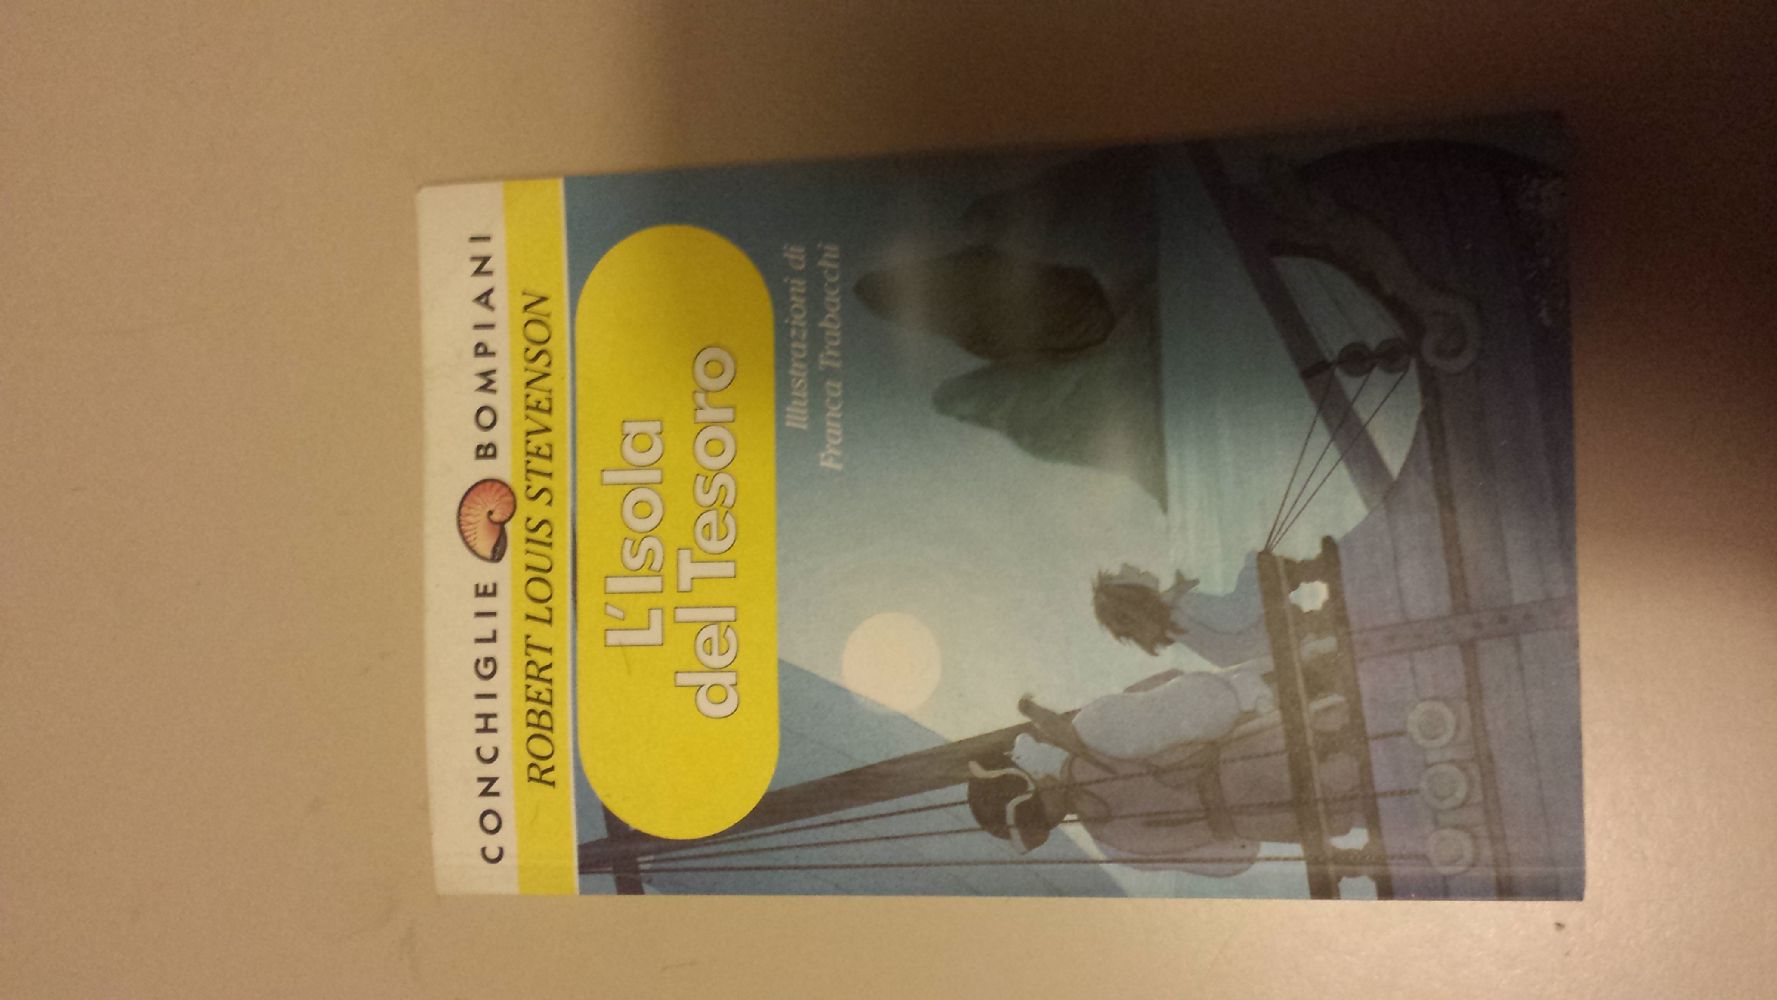 CONCHIGLIE BOMPIANI
ROBERT LOUIS STEVENSON
L'Isola
del Tesoro
Illustrazioni di
Franca Trabacchi